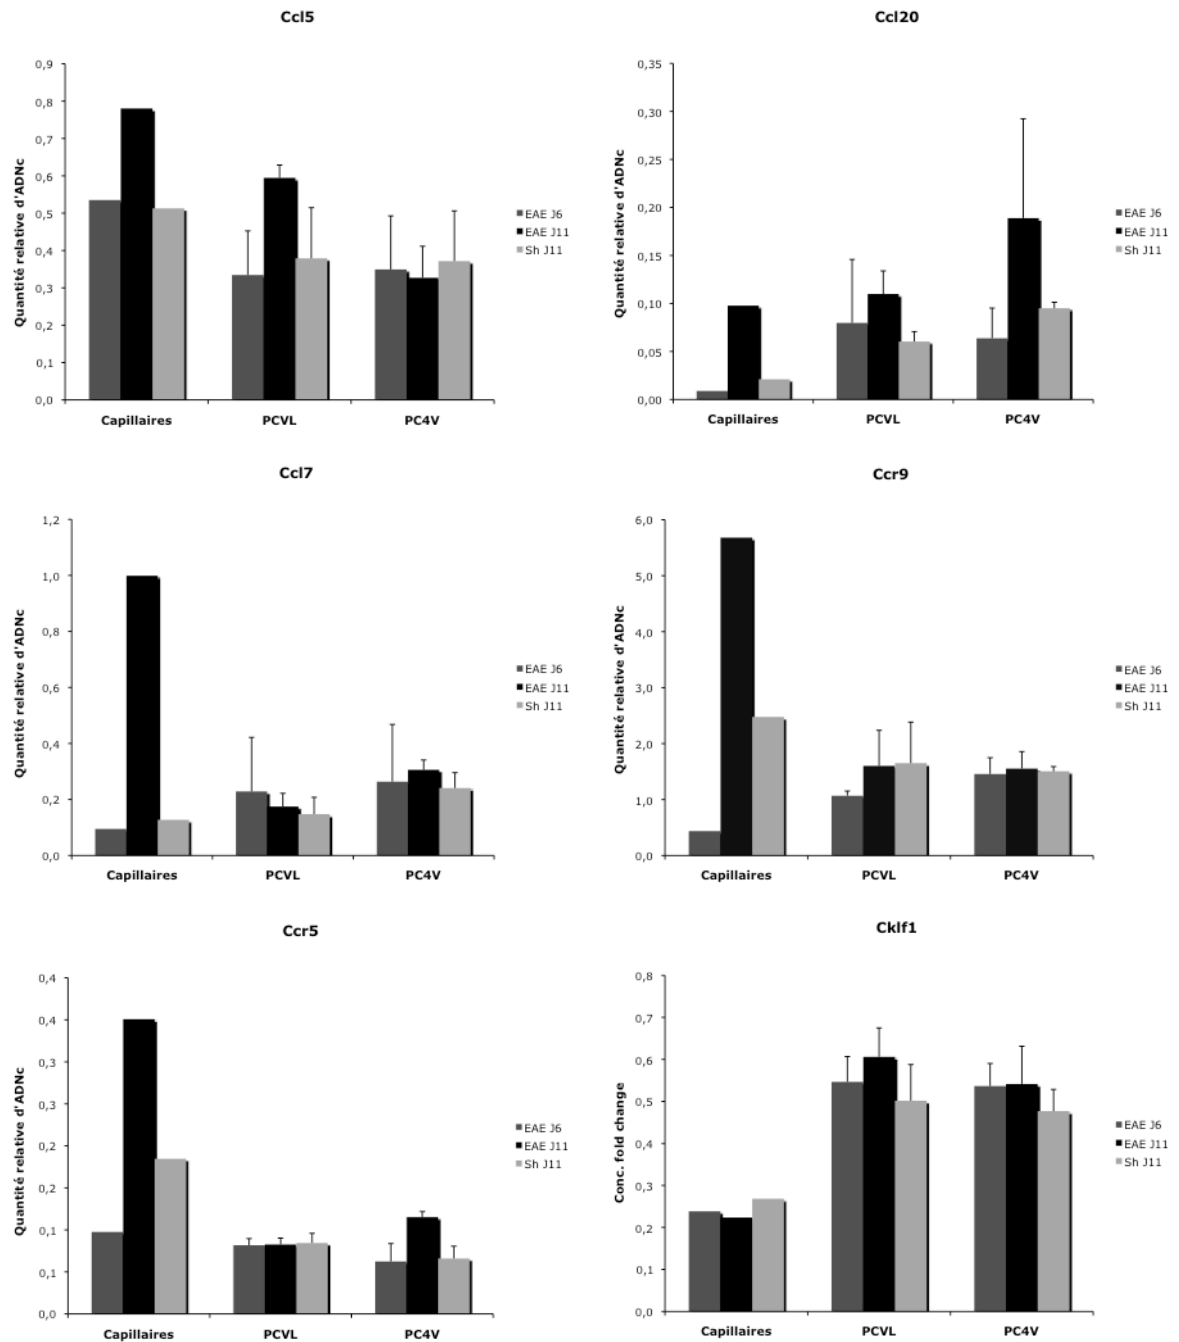 Ccl5
Quantité relative d'ADNc
0,9
0,8
0,7
0,6
0,5
0,4
0,3
0,2
0,1
0,0
Capillaires PCVL PC4V
EAE J6
EAE J11
Sh J11
Ccl20
Quantité relative d'ADNc
0,35
0,30
0,25
0,20
0,15
0,10
0,05
0,00
Capillaires PCVL PC4V
EAE J6
EAE J11
Sh J11
Ccl7
Quantité relative d'ADNc
1,2
1,0
0,8
0,6
0,4
0,2
0,0
Capillaires PCVL PC4V
EAE J6
EAE J11
Sh J11
Ccr9
Quantité relative d'ADNc
6,0
5,0
4,0
3,0
2,0
1,0
0,0
Capillaires PCVL PC4V
EAE J6
EAE J11
Sh J11
Ccr5
Quantité relative d'ADNc
0,4
0,4
0,3
0,3
0,2
0,2
0,1
0,1
0,0
Capillaires PCVL PC4V
EAE J6
EAE J11
Sh J11
Cklf1
Conc. fold change
0,8
0,7
0,6
0,5
0,4
0,3
0,2
0,1
0,0
Capillaires PCVL PC4V
EAE J6
EAE J11
Sh J11